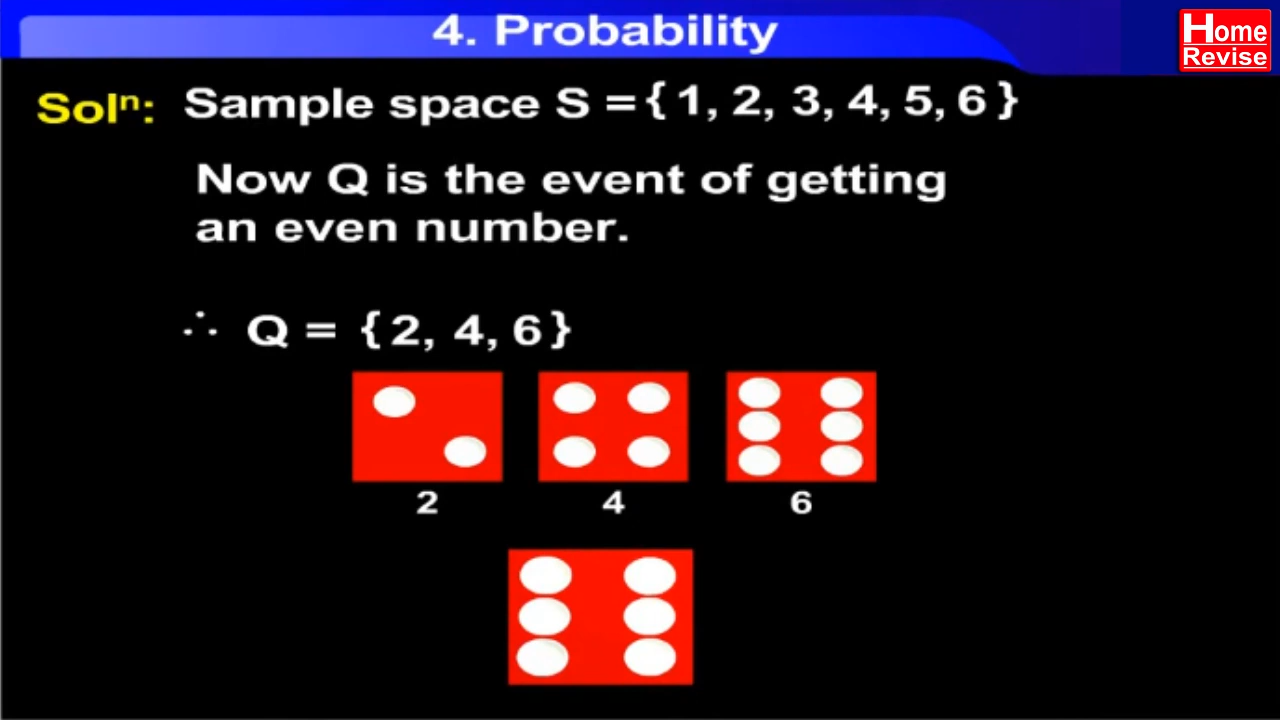 4. Probability
Home
Revise
Solⁿ: Sample space S = { 1, 2, 3, 4, 5, 6 }
Now Q is the event of getting
an even number.
∴ Q = { 2, 4, 6 }
2 4 6